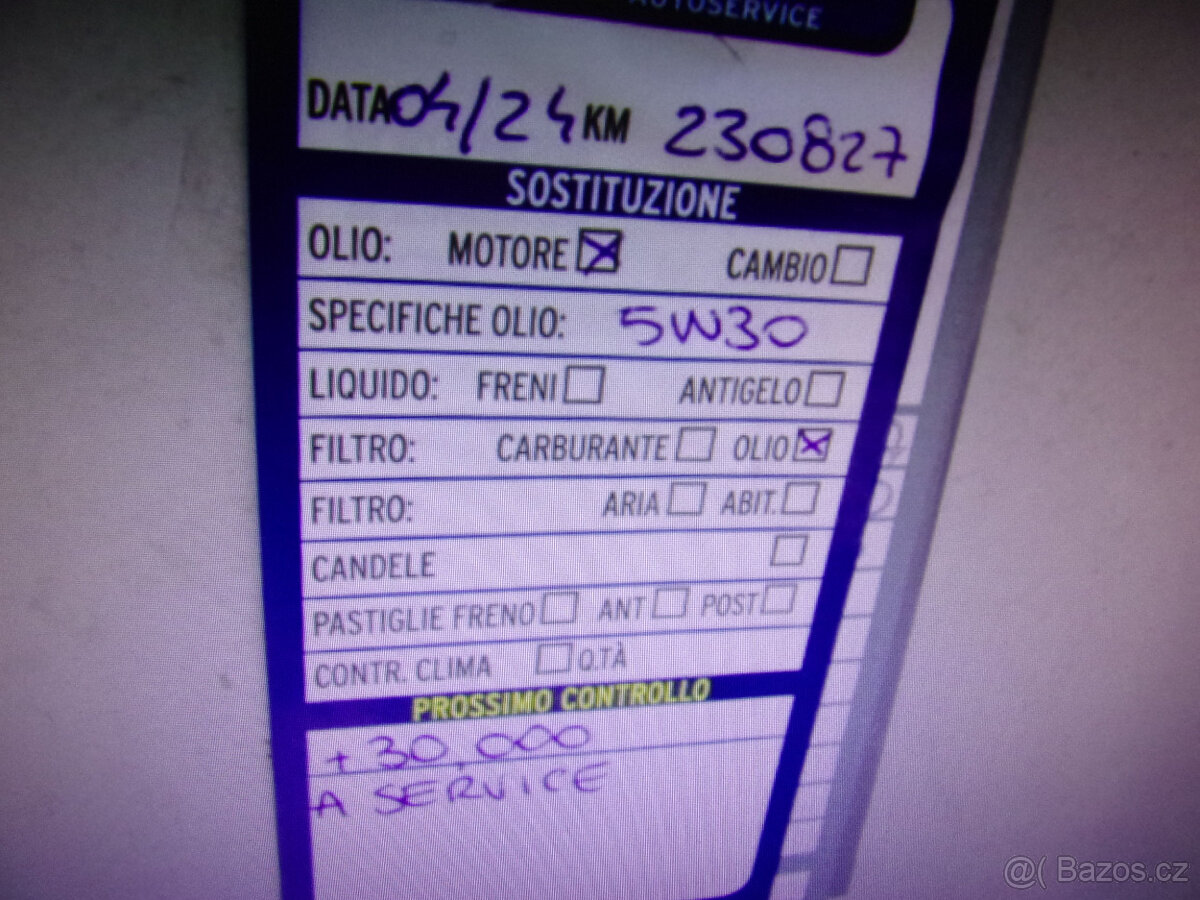 AUTOSERVICE
DATA 04/24 KM 230827
SOSTITUZIONE
OLIO: MOTORE CAMBIO
SPECIFICHE OLIO: 5W30
LIQUIDO: FRENI ANTIGELO
FILTRO: CARBURANTE OLIO
FILTRO: ARIA ABIT.
CANDELE
PASTIGLIE FRENO ANT POST
CONTR. CLIMA Q.TÀ
PROSSIMO CONTROLLO
+ 30,000
A SERVICE
@( Bazos.cz